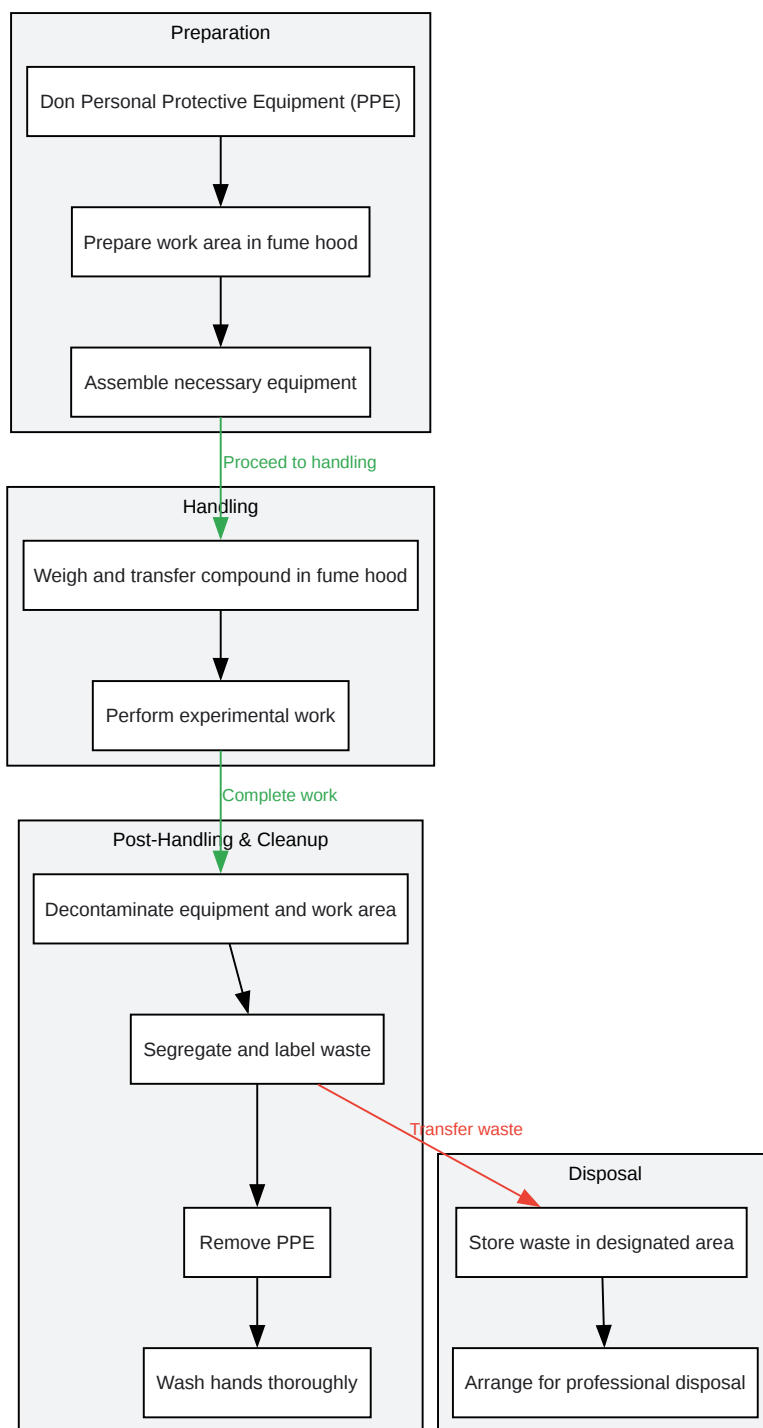 Preparation
Don Personal Protective Equipment (PPE)
Prepare work area in fume hood
Assemble necessary equipment
Proceed to handling
Handling
Weigh and transfer compound in fume hood
Perform experimental work
Complete work
Post-Handling & Cleanup
Decontaminate equipment and work area
Segregate and label waste
Transfer waste
Disposal
Remove PPE
Store waste in designated area
Wash hands thoroughly
Arrange for professional disposal